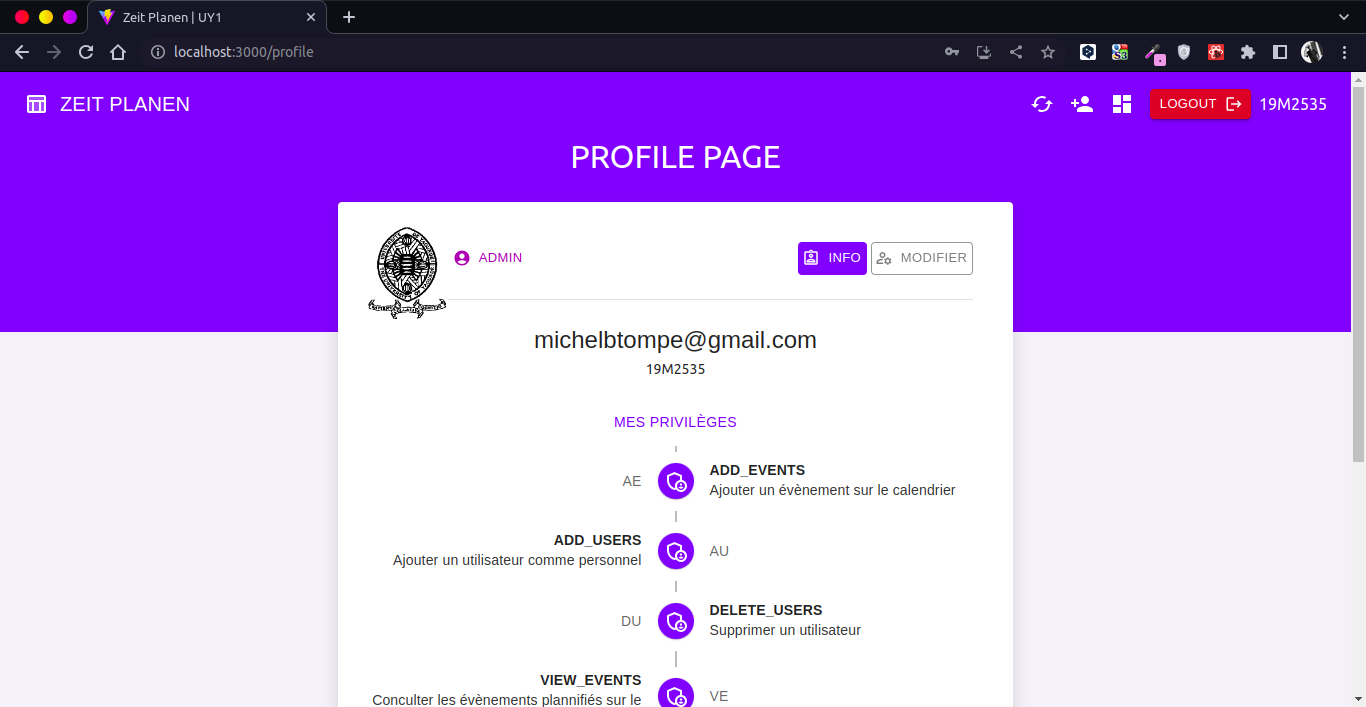 Zeit Planen | UY1
localhost:3000/profile
ZEIT PLANEN
LOGOUT
19M2535
PROFILE PAGE
ADMIN
INFO
MODIFIER
michelbtompe@gmail.com
19M2535
MES PRIVILÈGES
AE
ADD_EVENTS
Ajouter un évènement sur le calendrier
ADD_USERS
Ajouter un utilisateur comme personnel
AU
DU
DELETE_USERS
Supprimer un utilisateur
VIEW_EVENTS
Conculter les évènements plannifiés sur le
VE